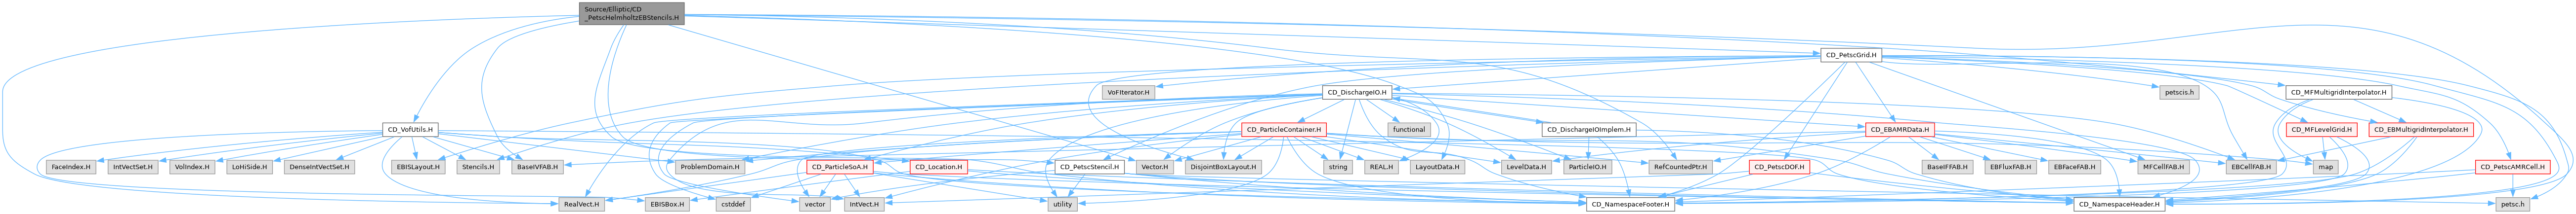 Source/Elliptic/CD
_PetscHelmholtzEBStencils.H
CD_PetscGrid.H
VoFIterator.H
CD_DischargeIO.H
petscis.h
CD_MFMultigridInterpolator.H
CD_VofUtils.H
CD_ParticleContainer.H
functional
CD_DischargeIOImplem.H
CD_EBAMRData.H
CD_MFLevelGrid.H
CD_EBMultigridInterpolator.H
FaceIndex.H
IntVectSet.H
VolIndex.H
LoHiSide.H
DenseIntVectSet.H
EBISLayout.H
Stencils.H
BaseIVFAB.H
ProblemDomain.H
CD_ParticleSoA.H
CD_Location.H
CD_PetscStencil.H
Vector.H
DisjointBoxLayout.H
string
REAL.H
LayoutData.H
LevelData.H
ParticleIO.H
RefCountedPtr.H
CD_PetscDOF.H
BaseIFFAB.H
EBFluxFAB.H
EBFaceFAB.H
MFCellFAB.H
EBCellFAB.H
map
CD_PetscAMRCell.H
RealVect.H
EBISBox.H
cstddef
vector
IntVect.H
utility
CD_NamespaceFooter.H
CD_NamespaceHeader.H
petsc.h